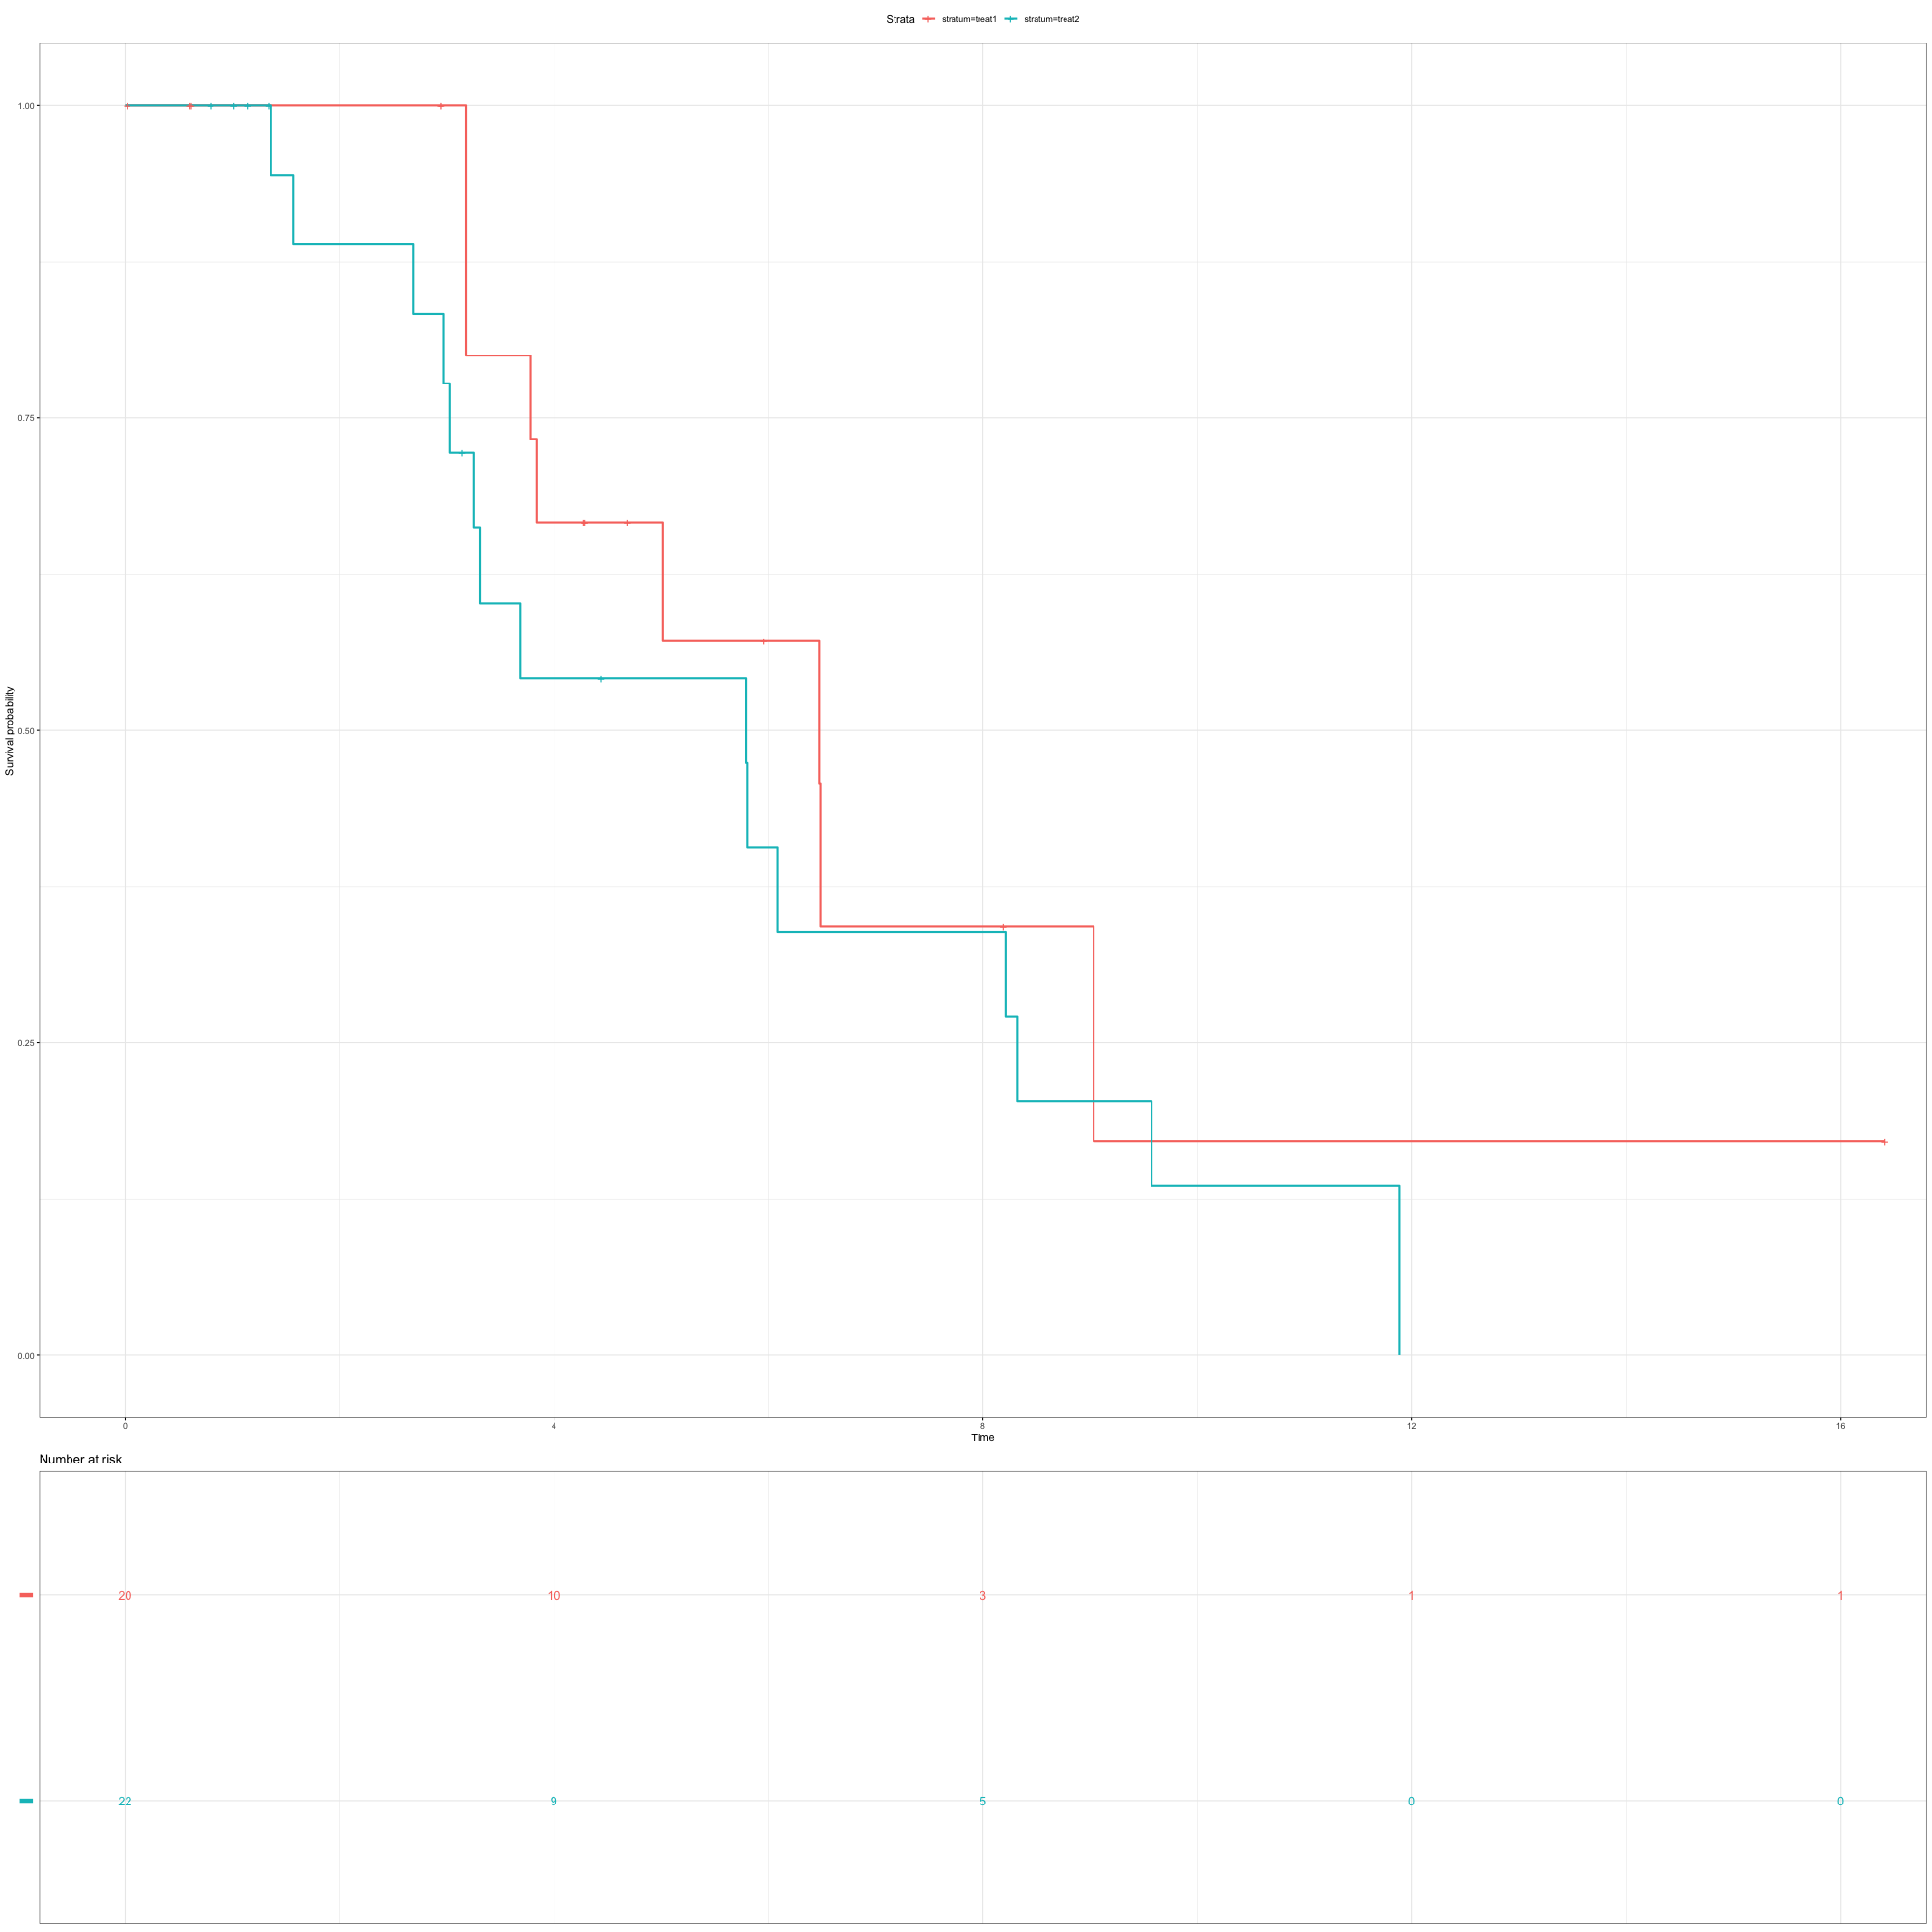 Strata stratum=treat1 stratum=treat2
1.00
0.75
0.50
0.25
0.00
Survival probability
0 4 8 12 16
Time
Number at risk
20 10 3 1 1
22 9 5 0 0